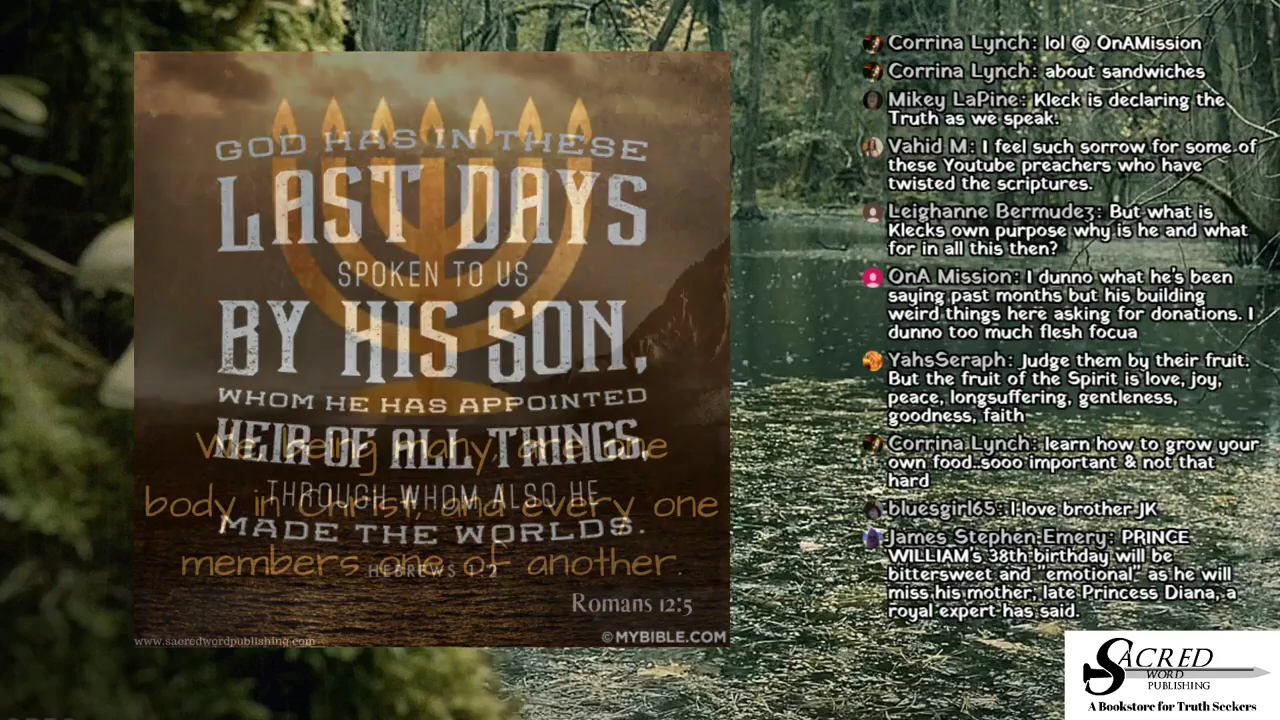 GOD HAS IN THESE
LAST DAYS
SPOKEN TO US
BY HIS SON,
WHOM HE HAS APPOINTED
HEIR OF ALL THINGS,
THROUGH WHOM ALSO HE
MADE THE WORLDS.
HEBREWS 1:2
We, being many, are one
body in Christ, and every one
members one of another.
Romans 12:5
www.sacredwordpublishing.com
©MYBIBLE.COM
Corrina Lynch: lol @ OnAMission
Corrina Lynch: about sandwiches
Mikey LaPine: Kleck is declaring the
Truth as we speak.
Vahid M: I feel such sorrow for some of
these Youtube preachers who have
twisted the scriptures.
Leighanne Bermudez: But what is
Klecks own purpose why is he and what
for in all this then?
OnA Mission: I dunno what he's been
saying past months but his building
weird things here asking for donations. I
dunno too much flesh focua
YahsSeraph: Judge them by their fruit.
But the fruit of the Spirit is love, joy,
peace, longsuffering, gentleness,
goodness, faith
Corrina Lynch: learn how to grow your
own food..sooo important & not that
hard
bluesgirl65: I love brother JK
James Stephen Emery: PRINCE
WILLIAM's 38th birthday will be
bittersweet and "emotional" as he will
miss his mother, late Princess Diana, a
royal expert has said.
SACRED
WORD
PUBLISHING
A Bookstore for Truth Seekers